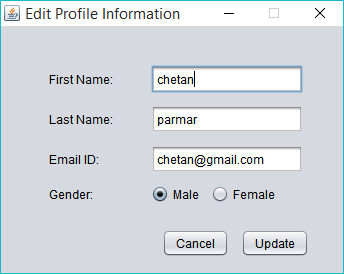 Edit Profile Information
First Name: chetan
Last Name: parmar
Email ID: chetan@gmail.com
Gender: Male Female
Cancel Update